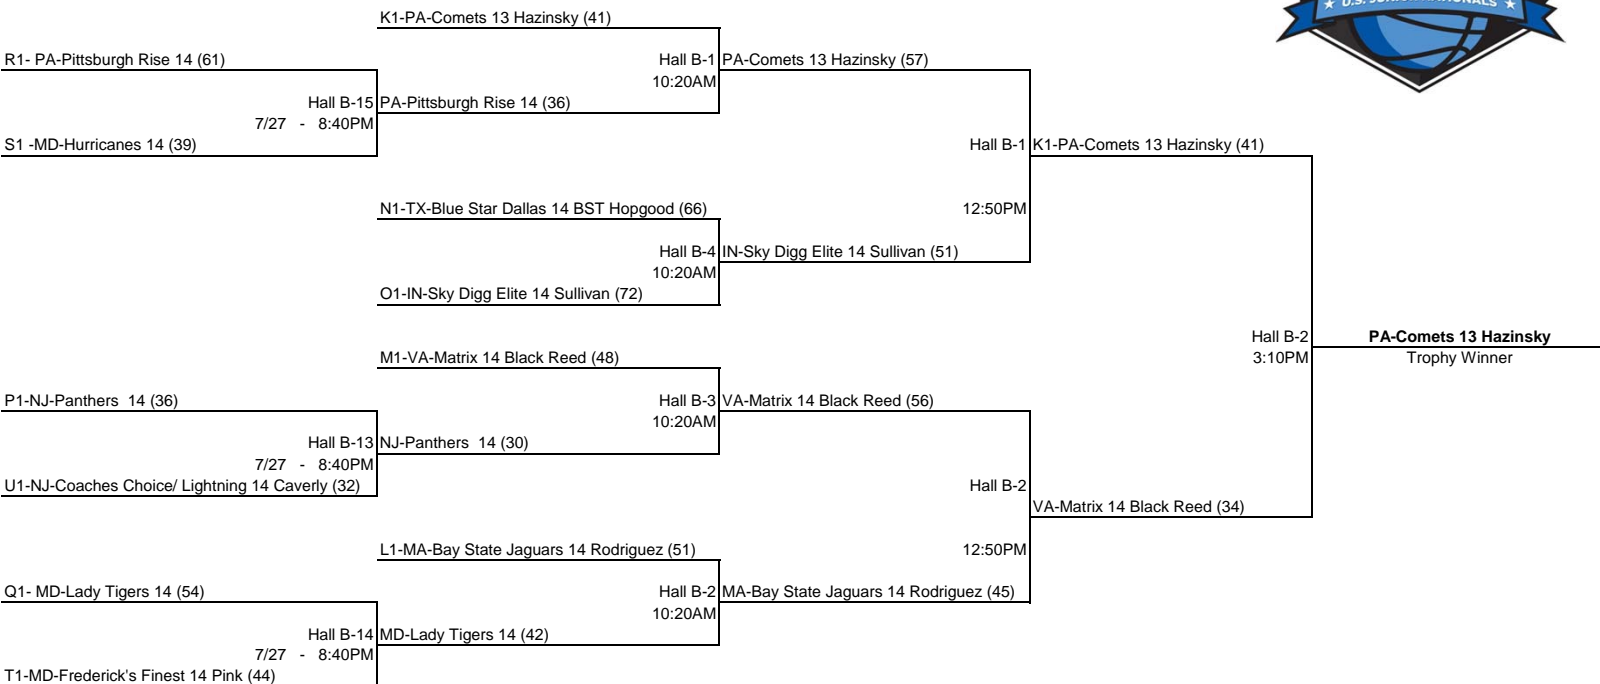 ★ U.S. JUNIOR NATIONALS ★
K1-PA-Comets 13 Hazinsky (41)
R1- PA-Pittsburgh Rise 14 (61)
Hall B-1 PA-Comets 13 Hazinsky (57)
10:20AM
Hall B-15 PA-Pittsburgh Rise 14 (36)
7/27 - 8:40PM
S1 -MD-Hurricanes 14 (39)
Hall B-1 K1-PA-Comets 13 Hazinsky (41)
N1-TX-Blue Star Dallas 14 BST Hopgood (66)
12:50PM
Hall B-4 IN-Sky Digg Elite 14 Sullivan (51)
10:20AM
O1-IN-Sky Digg Elite 14 Sullivan (72)
Hall B-2 PA-Comets 13 Hazinsky
3:10PM Trophy Winner
M1-VA-Matrix 14 Black Reed (48)
P1-NJ-Panthers 14 (36)
Hall B-3 VA-Matrix 14 Black Reed (56)
10:20AM
Hall B-13 NJ-Panthers 14 (30)
7/27 - 8:40PM
U1-NJ-Coaches Choice/ Lightning 14 Caverly (32)
Hall B-2
VA-Matrix 14 Black Reed (34)
L1-MA-Bay State Jaguars 14 Rodriguez (51)
12:50PM
Q1- MD-Lady Tigers 14 (54)
Hall B-2 MA-Bay State Jaguars 14 Rodriguez (45)
10:20AM
Hall B-14 MD-Lady Tigers 14 (42)
7/27 - 8:40PM
T1-MD-Frederick's Finest 14 Pink (44)